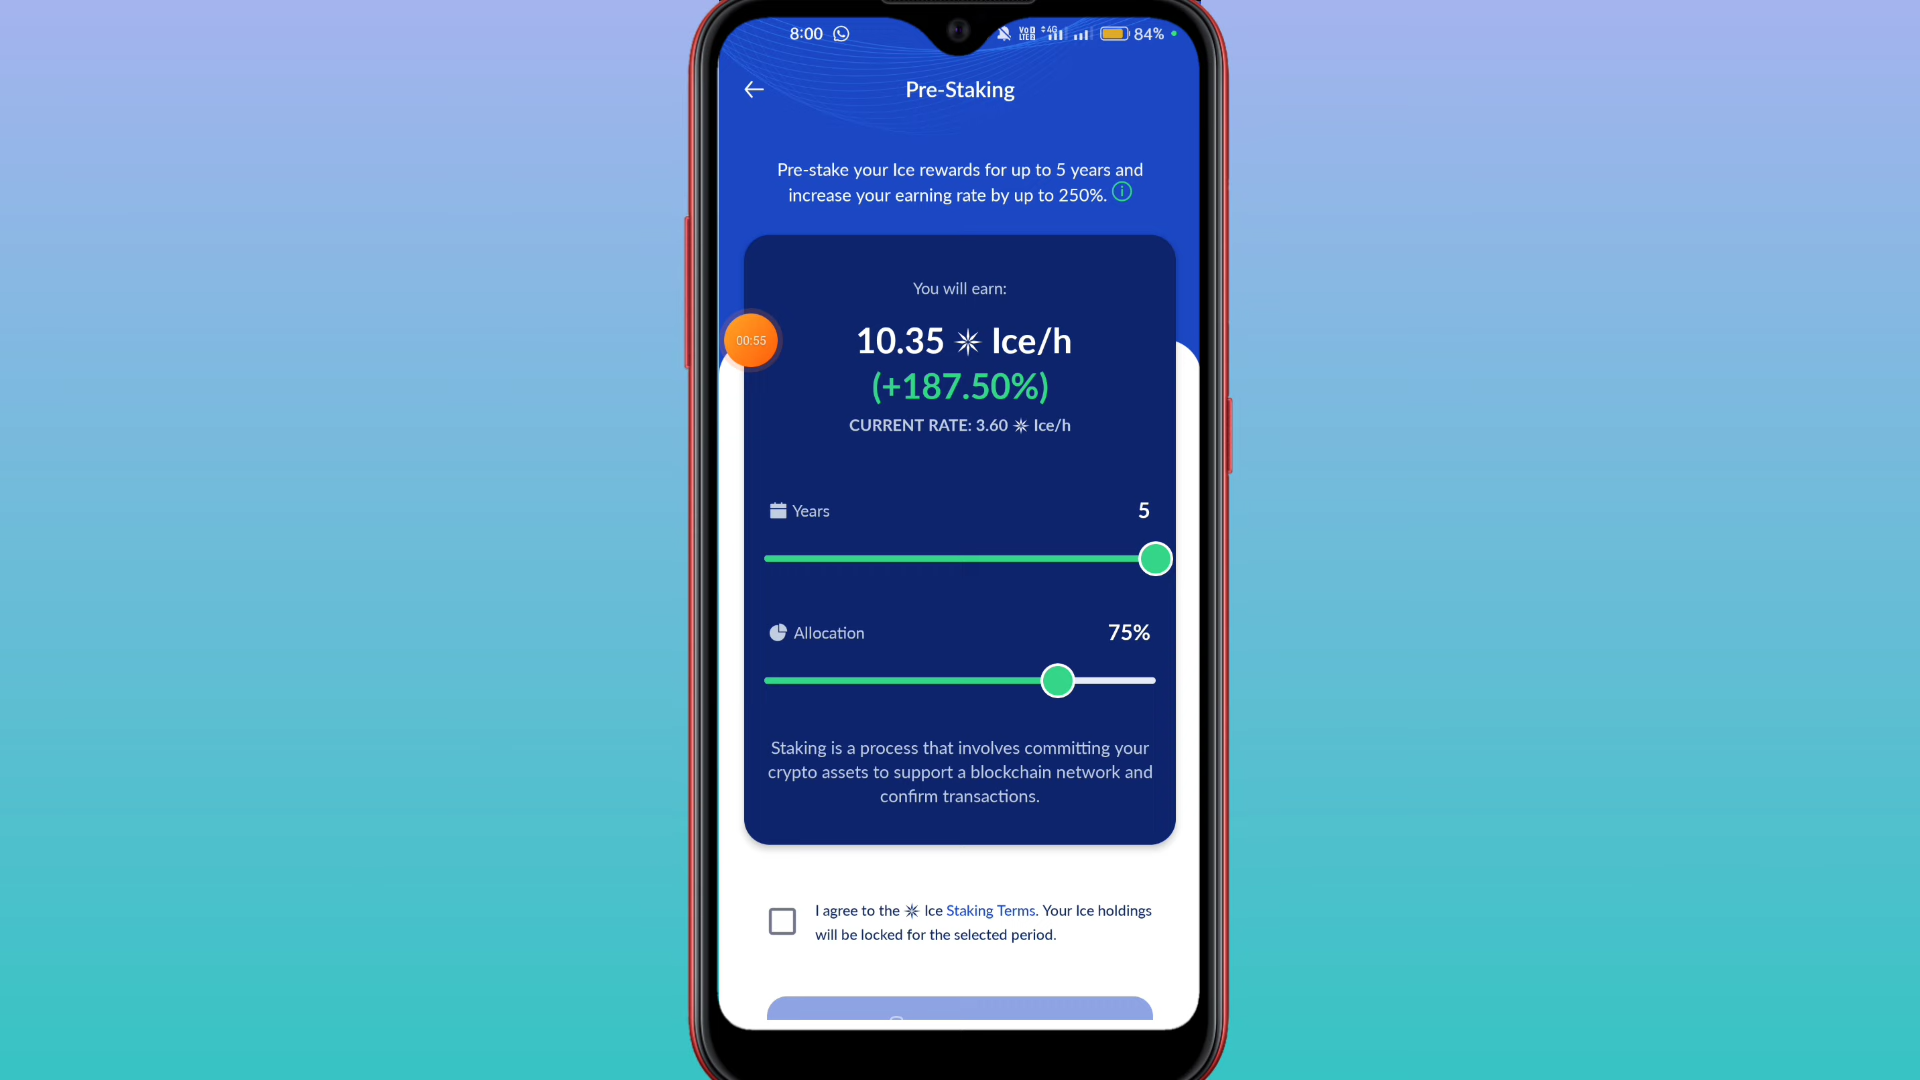 8:00 Vo LTE 4G 84%
Pre-Staking
Pre-stake your Ice rewards for up to 5 years and
increase your earning rate by up to 250%.
You will earn:
00:55
10.35 Ice/h
(+187.50%)
CURRENT RATE: 3.60 Ice/h
Years 5
Allocation 75%
Staking is a process that involves committing your
crypto assets to support a blockchain network and
confirm transactions.
I agree to the Ice Staking Terms. Your Ice holdings
will be locked for the selected period.